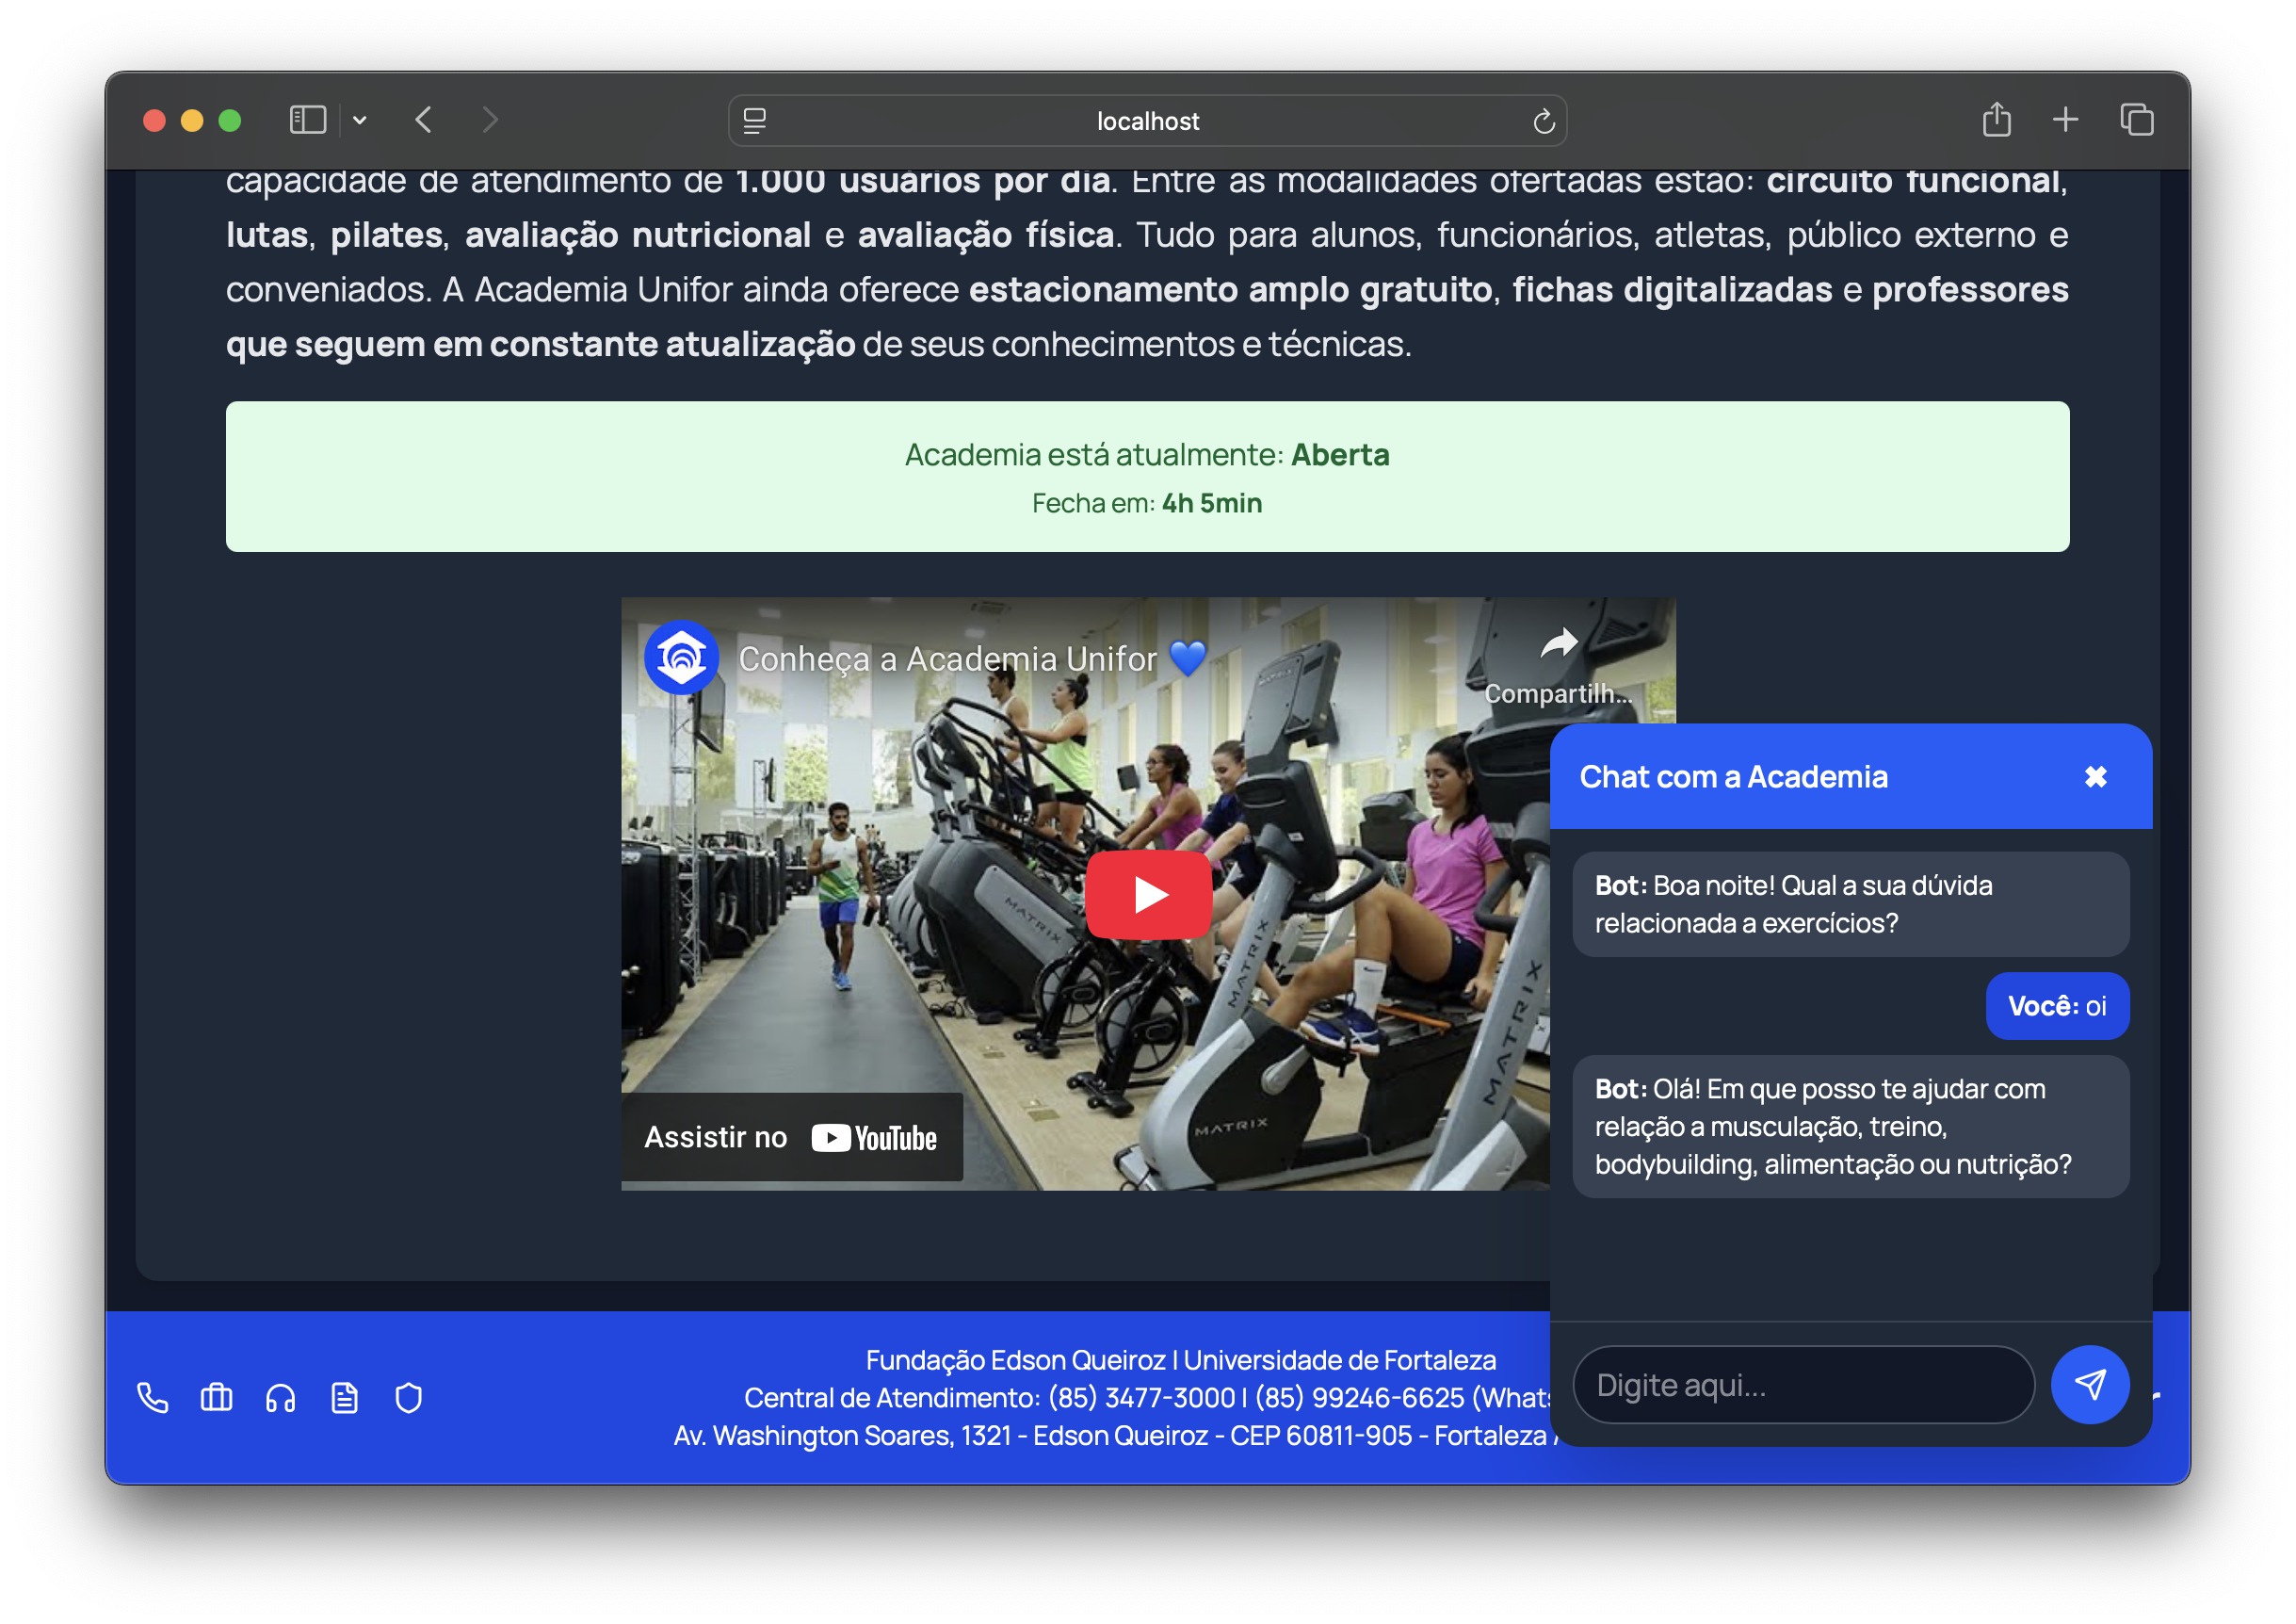 localhost
capacidade de atendimento de 1.000 usuários por dia. Entre as modalidades ofertadas estão: circuito funcional,
lutas, pilates, avaliação nutricional e avaliação física. Tudo para alunos, funcionários, atletas, público externo e
conveniados. A Academia Unifor ainda oferece estacionamento amplo gratuito, fichas digitalizadas e professores
que seguem em constante atualização de seus conhecimentos e técnicas.
Academia está atualmente: Aberta
Fecha em: 4h 5min
Conheça a Academia Unifor 💙
Compartilh...
MATRIX
MATRIX
MATRIX
MATRIX
Assistir no YouTube
Chat com a Academia
Bot: Boa noite! Qual a sua dúvida
relacionada a exercícios?
Você: oi
Bot: Olá! Em que posso te ajudar com
relação a musculação, treino,
bodybuilding, alimentação ou nutrição?
Digite aqui...
Fundação Edson Queiroz | Universidade de Fortaleza
Central de Atendimento: (85) 3477-3000 | (85) 99246-6625 (Whats
Av. Washington Soares, 1321 - Edson Queiroz - CEP 60811-905 - Fortaleza /